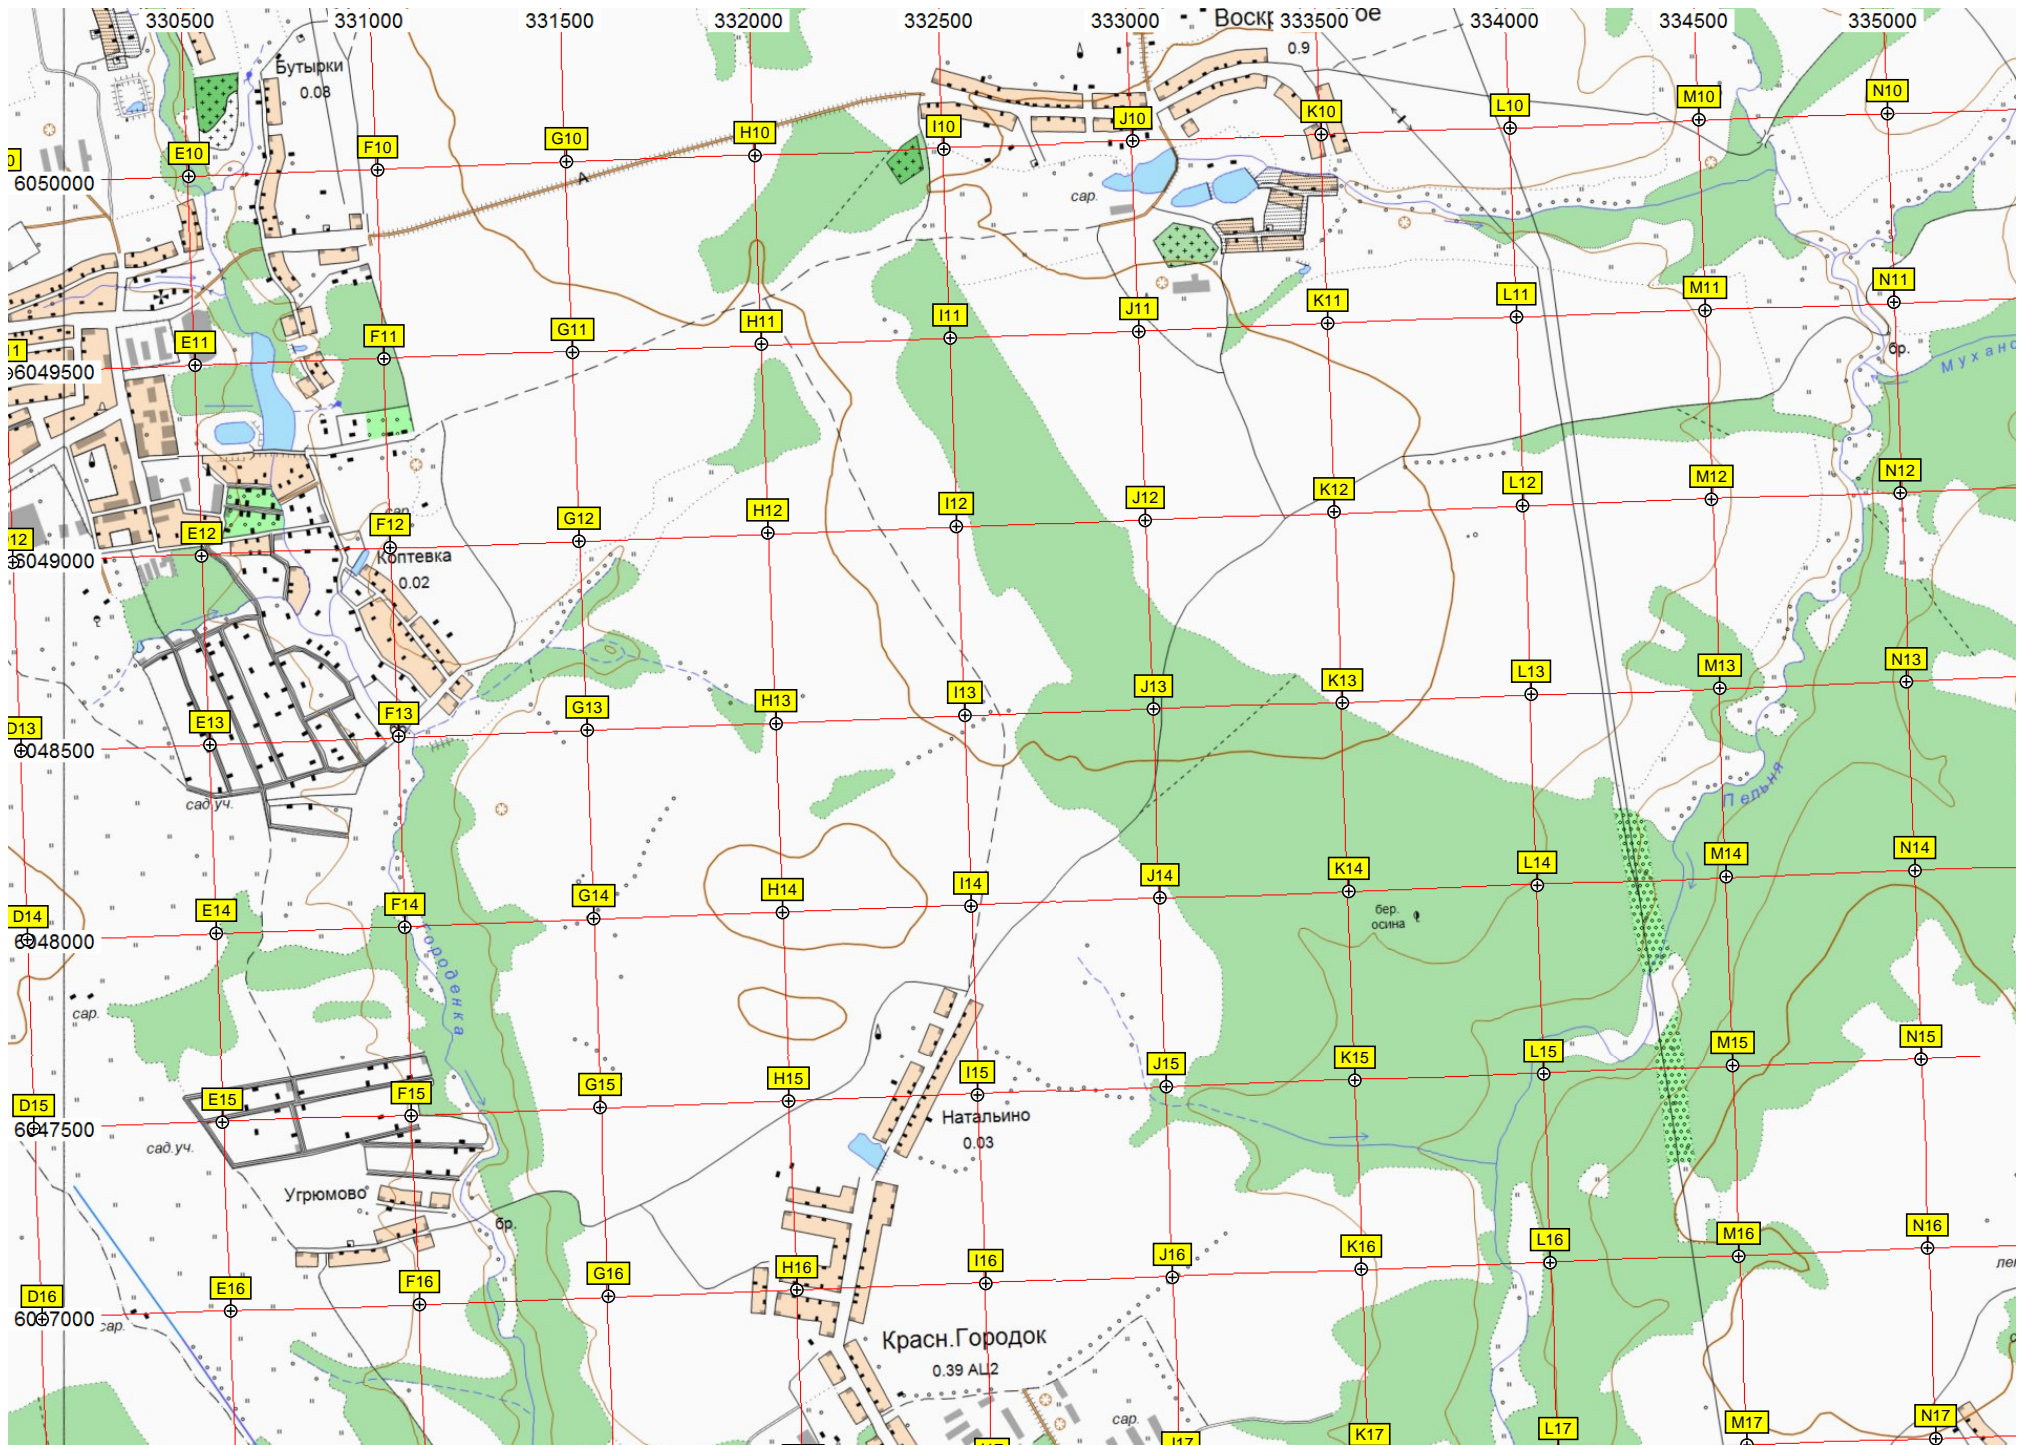 330500 331000 331500 332000 332500 333000 333500 334000 334500 335000
Бутырки
0.08
0.9
E10 F10 G10 H10 I10 J10 K10 L10 M10 N10
6050000
А
сар.
E11 F11 G11 H11 I11 J11 K11 L11 M11 N11
6049500
бр.
E12 F12 G12 H12 I12 J12 K12 L12 M12 N12
сар.
6049000
Коптевка
0.02
D13 E13 F13 G13 H13 I13 J13 K13 L13 M13 N13
6048500
сад.уч.
Пельня
D14 E14 F14 G14 H14 I14 J14 K14 L14 M14 N14
6048000
бер.
осина
Городенка
сар.
D15 E15 F15 G15 H15 I15 J15 K15 L15 M15 N15
6047500
Натальино
0.03
сад.уч.
Угрюмово
бр.
D16 E16 F16 G16 H16 I16 J16 K16 L16 M16 N16
6047000
сар.
Красн.Городок
0.39 АЦ2
сар.
K17 L17 M17 N17